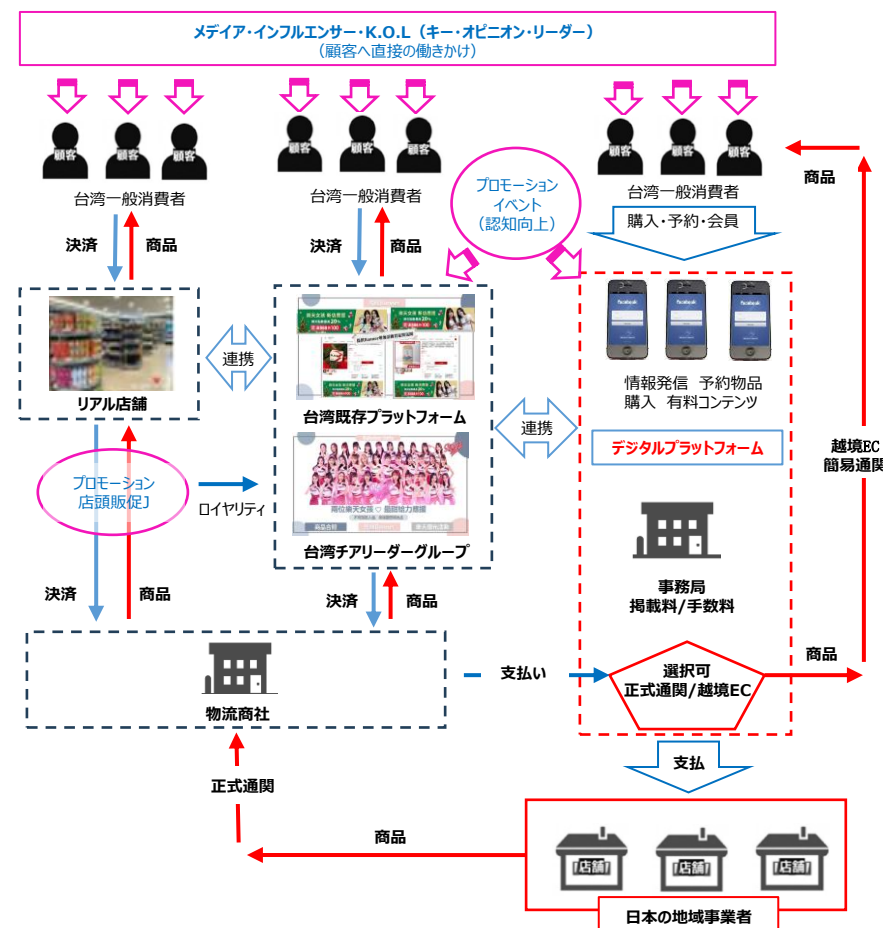 メデイア・インフルエンサー・K.O.L（キー・オピニオン・リーダー）
（顧客へ直接の働きかけ）
顧客
顧客
顧客
顧客
顧客
顧客
顧客
顧客
顧客
台湾一般消費者
台湾一般消費者
台湾一般消費者
商品
プロモーション
イベント
（認知向上）
購入・予約・会員
決済
商品
決済
商品
facebook
facebook
facebook
連携
リアル店舗
台湾既存プラットフォーム
情報発信 予約物品
購入 有料コンテンツ
連携
デジタルプラットフォーム
越境EC
簡易通関
プロモーション
店頭販促J
ロイヤリティ
台湾チアリーダーグループ
事務局
掲載料/手数料
決済
商品
決済
商品
物流商社
支払い
選択可
正式通関/越境EC
商品
支払
正式通関
商品
店舗
店舗
店舗
日本の地域事業者